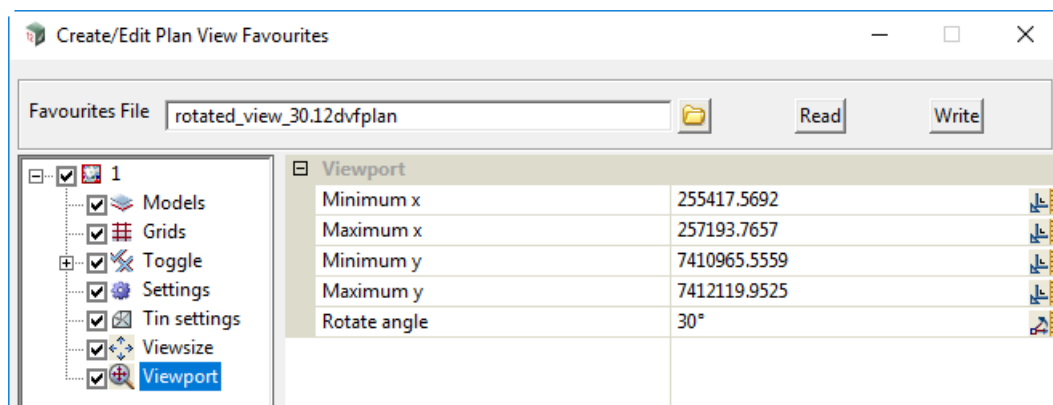 Create/Edit Plan View Favourites
Favourites File rotated_view_30.12dvfplan Read Write
1
Models
Grids
Toggle
Settings
Tin settings
Viewsize
Viewport
Viewport
Minimum x 255417.5692
Maximum x 257193.7657
Minimum y 7410965.5559
Maximum y 7412119.9525
Rotate angle 30°